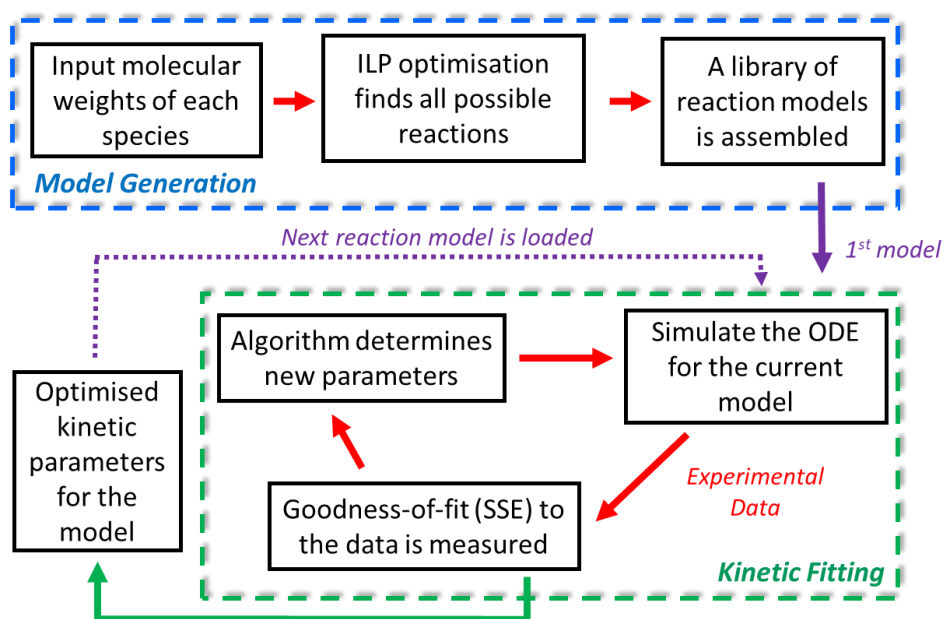 Input molecular
weights of each
species
ILP optimisation
finds all possible
reactions
A library of
reaction models
is assembled
Model Generation
Next reaction model is loaded
1st model
Algorithm determines
new parameters
Simulate the ODE
for the current
model
Optimised
kinetic
parameters
for the
model
Experimental
Data
Goodness-of-fit (SSE) to
the data is measured
Kinetic Fitting